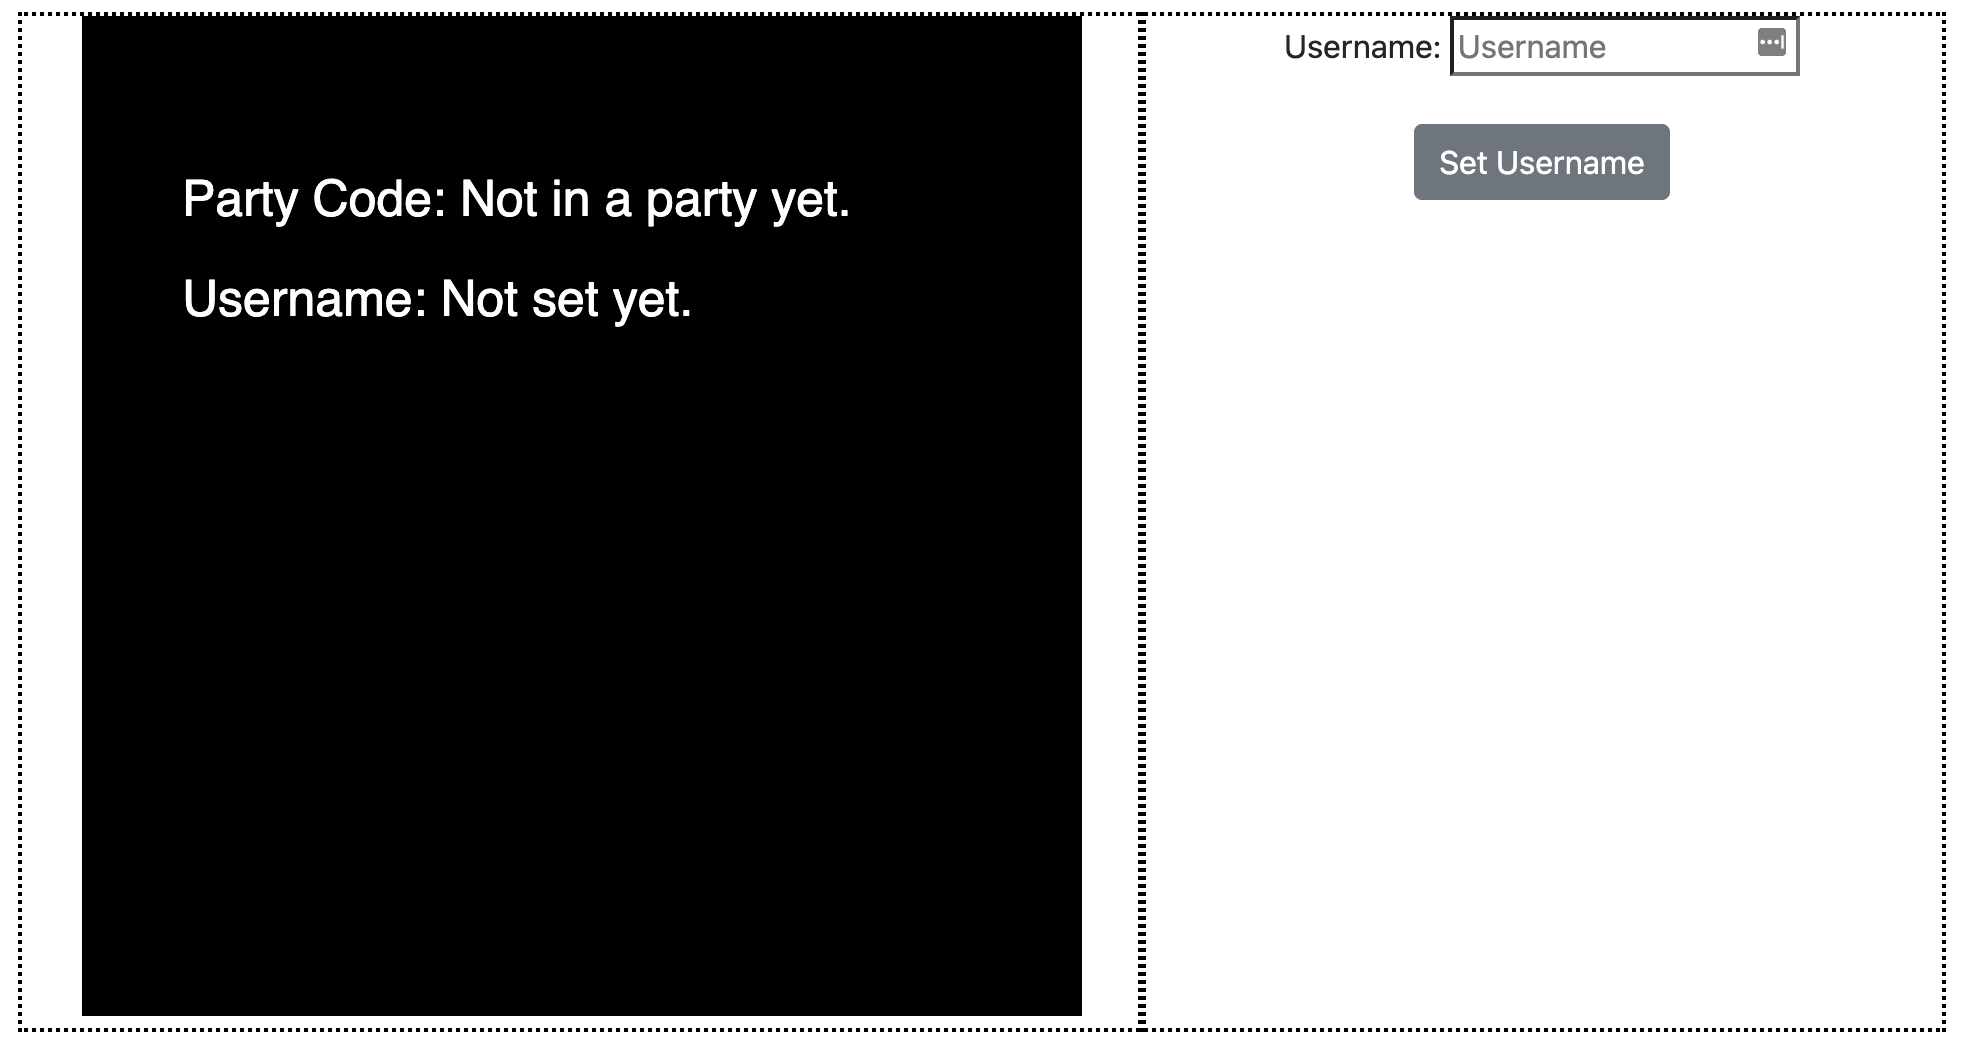 Party Code: Not in a party yet.
Username: Not set yet.
Username: Username
Set Username